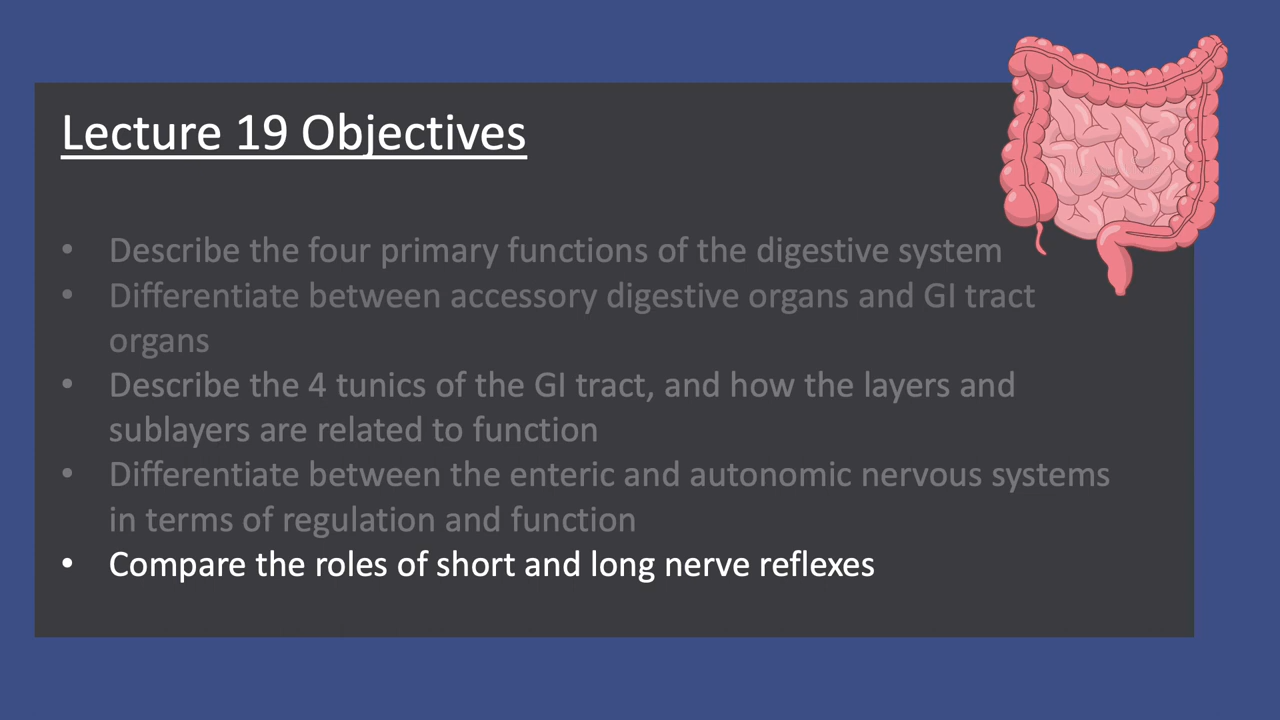 Lecture 19 Objectives
• Describe the four primary functions of the digestive system
• Differentiate between accessory digestive organs and GI tract
organs
• Describe the 4 tunics of the GI tract, and how the layers and
sublayers are related to function
• Differentiate between the enteric and autonomic nervous systems
in terms of regulation and function
• Compare the roles of short and long nerve reflexes